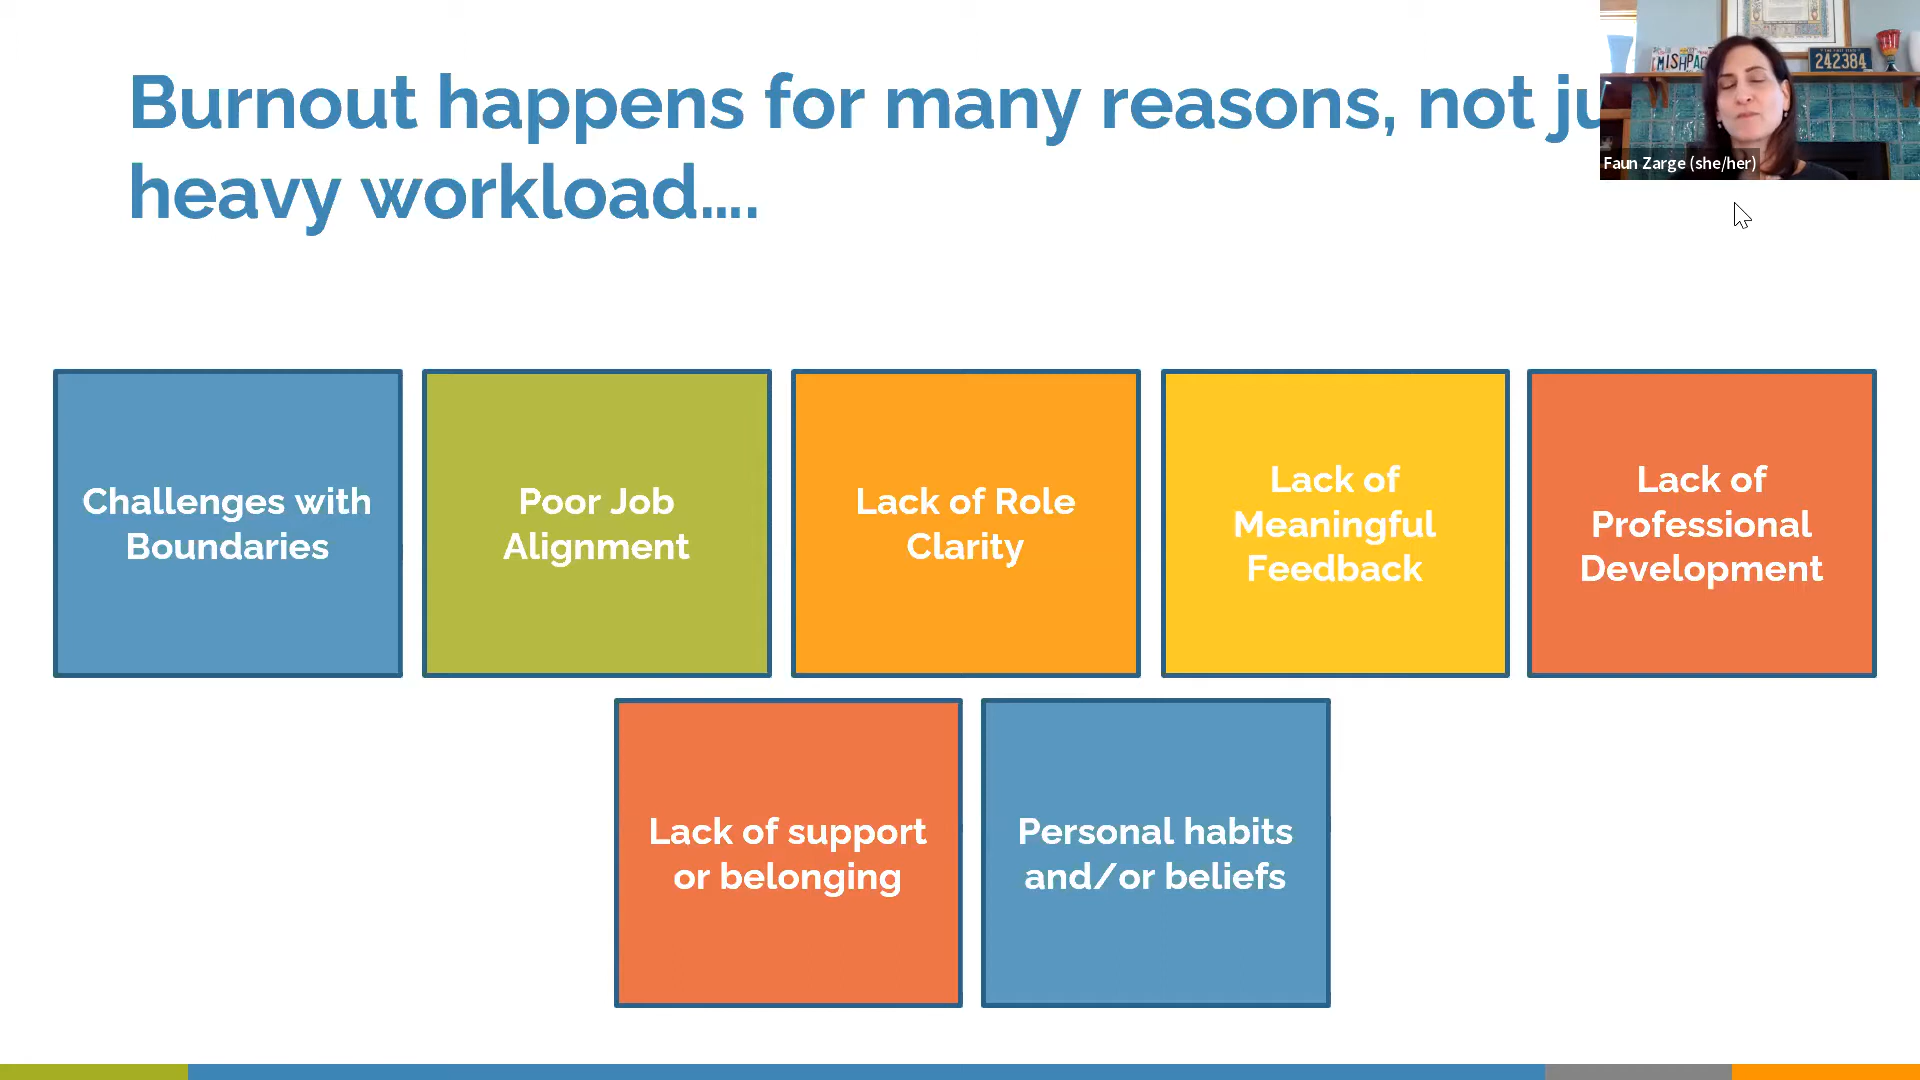 Burnout happens for many reasons, not
heavy workload....
MISHPAC
242384
Faun Zarge (she/her)
Challenges with
Boundaries
Poor Job
Alignment
Lack of Role
Clarity
Lack of
Meaningful
Feedback
Lack of
Professional
Development
Lack of support
or belonging
Personal habits
and/or beliefs